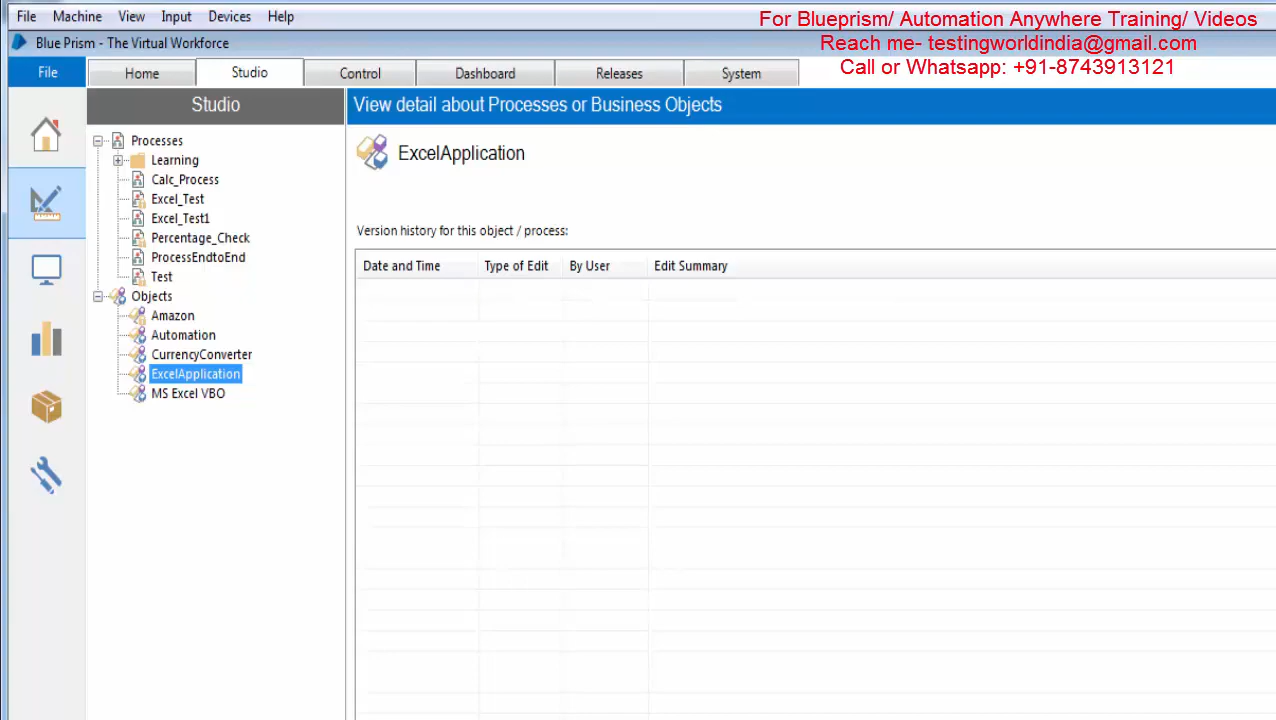 File Machine View Input Devices Help
For Blueprism/ Automation Anywhere Training/ Videos
Reach me- testingworldindia@gmail.com
Call or Whatsapp: +91-8743913121
Blue Prism - The Virtual Workforce
File Home Studio Control Dashboard Releases System
Studio
View detail about Processes or Business Objects
Processes
Learning
Calc_Process
Excel_Test
Excel_Test1
Percentage_Check
ProcessEndtoEnd
Test
Objects
Amazon
Automation
CurrencyConverter
ExcelApplication
MS Excel VBO
ExcelApplication
Version history for this object / process:
Date and Time Type of Edit By User Edit Summary